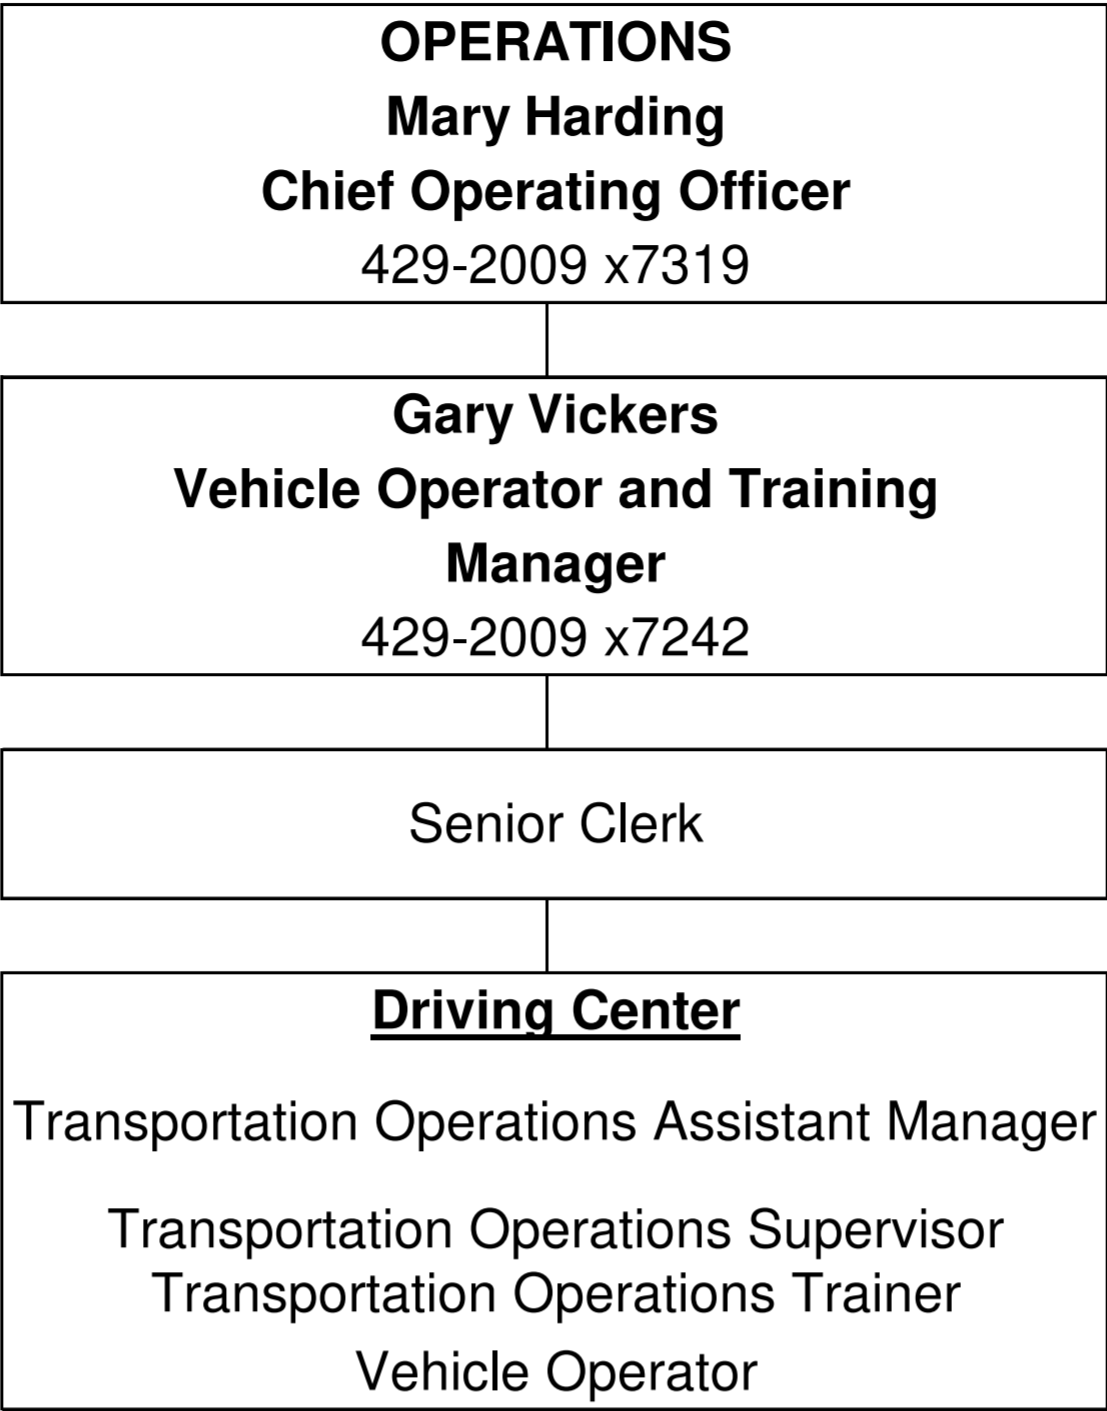 OPERATIONS
Mary Harding
Chief Operating Officer
429-2009 x7319
Gary Vickers
Vehicle Operator and Training
Manager
429-2009 x7242
Senior Clerk
Driving Center
Transportation Operations Assistant Manager
Transportation Operations Supervisor
Transportation Operations Trainer
Vehicle Operator